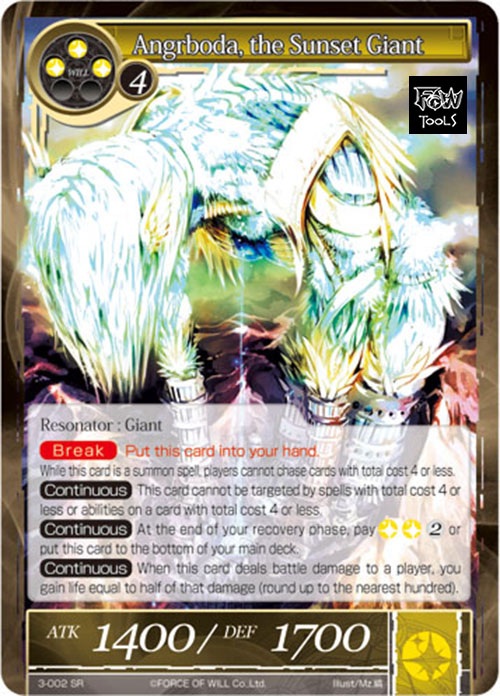 Angrboda, the Sunset Giant
WILL
4
FOW
TOOLS
Resonator : Giant
Break Put this card into your hand.
While this card is a summon spell, players cannot chase cards with total cost 4 or less.
Continuous This card cannot be targeted by spells with total cost 4 or
less or abilities on a card with total cost 4 or less.
Continuous At the end of your recovery phase, pay 2 or
put this card to the bottom of your main deck.
Continuous When this card deals battle damage to a player, you
gain life equal to half of that damage (round up to the nearest hundred).
ATK 1400/ DEF 1700
3-002 SR ©FORCE OF WILL Co.,Ltd. Illust/Mz.